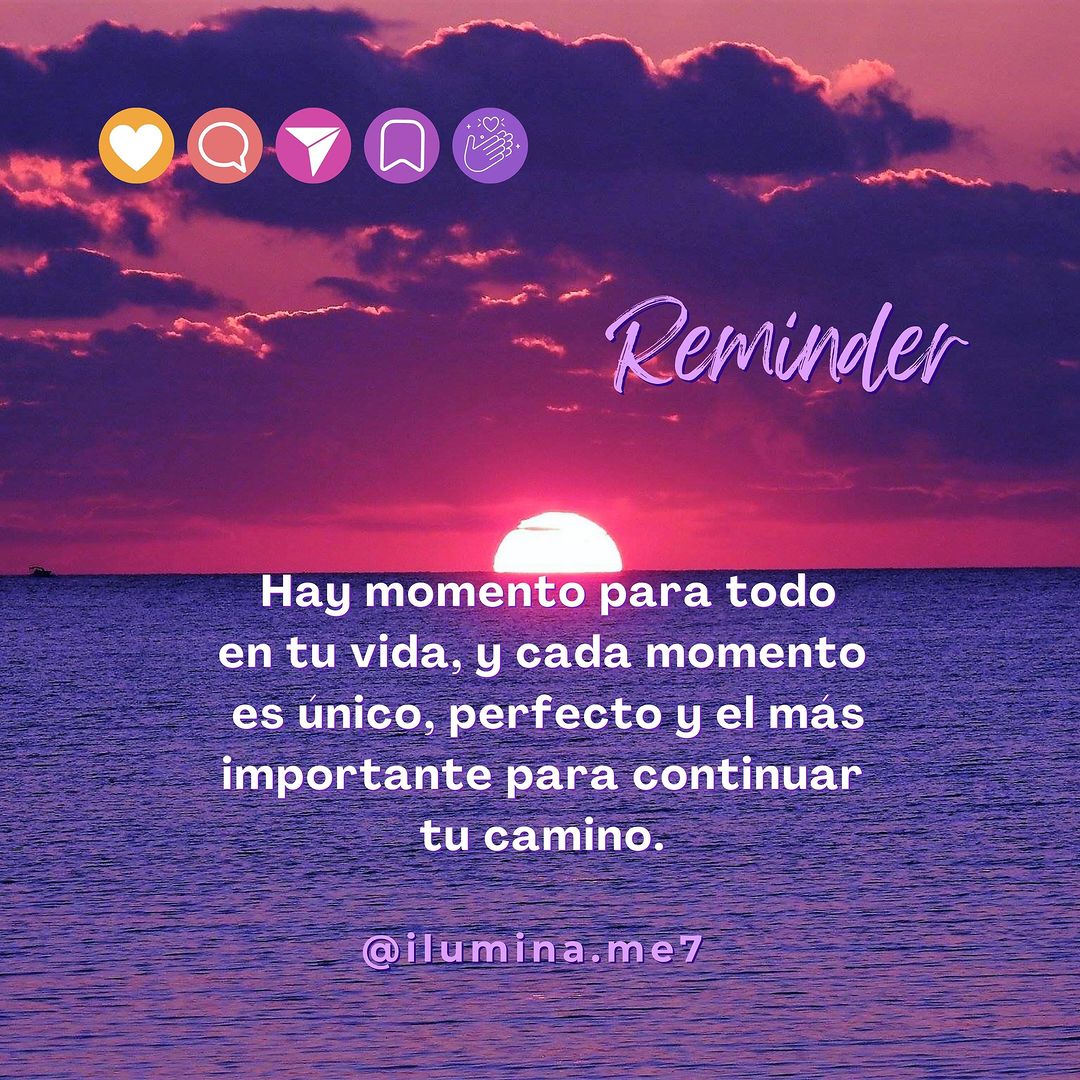 Reminder
Hay momento para todo
en tu vida, y cada momento
es único, perfecto y el más
importante para continuar
tu camino.
@ilumina.me7